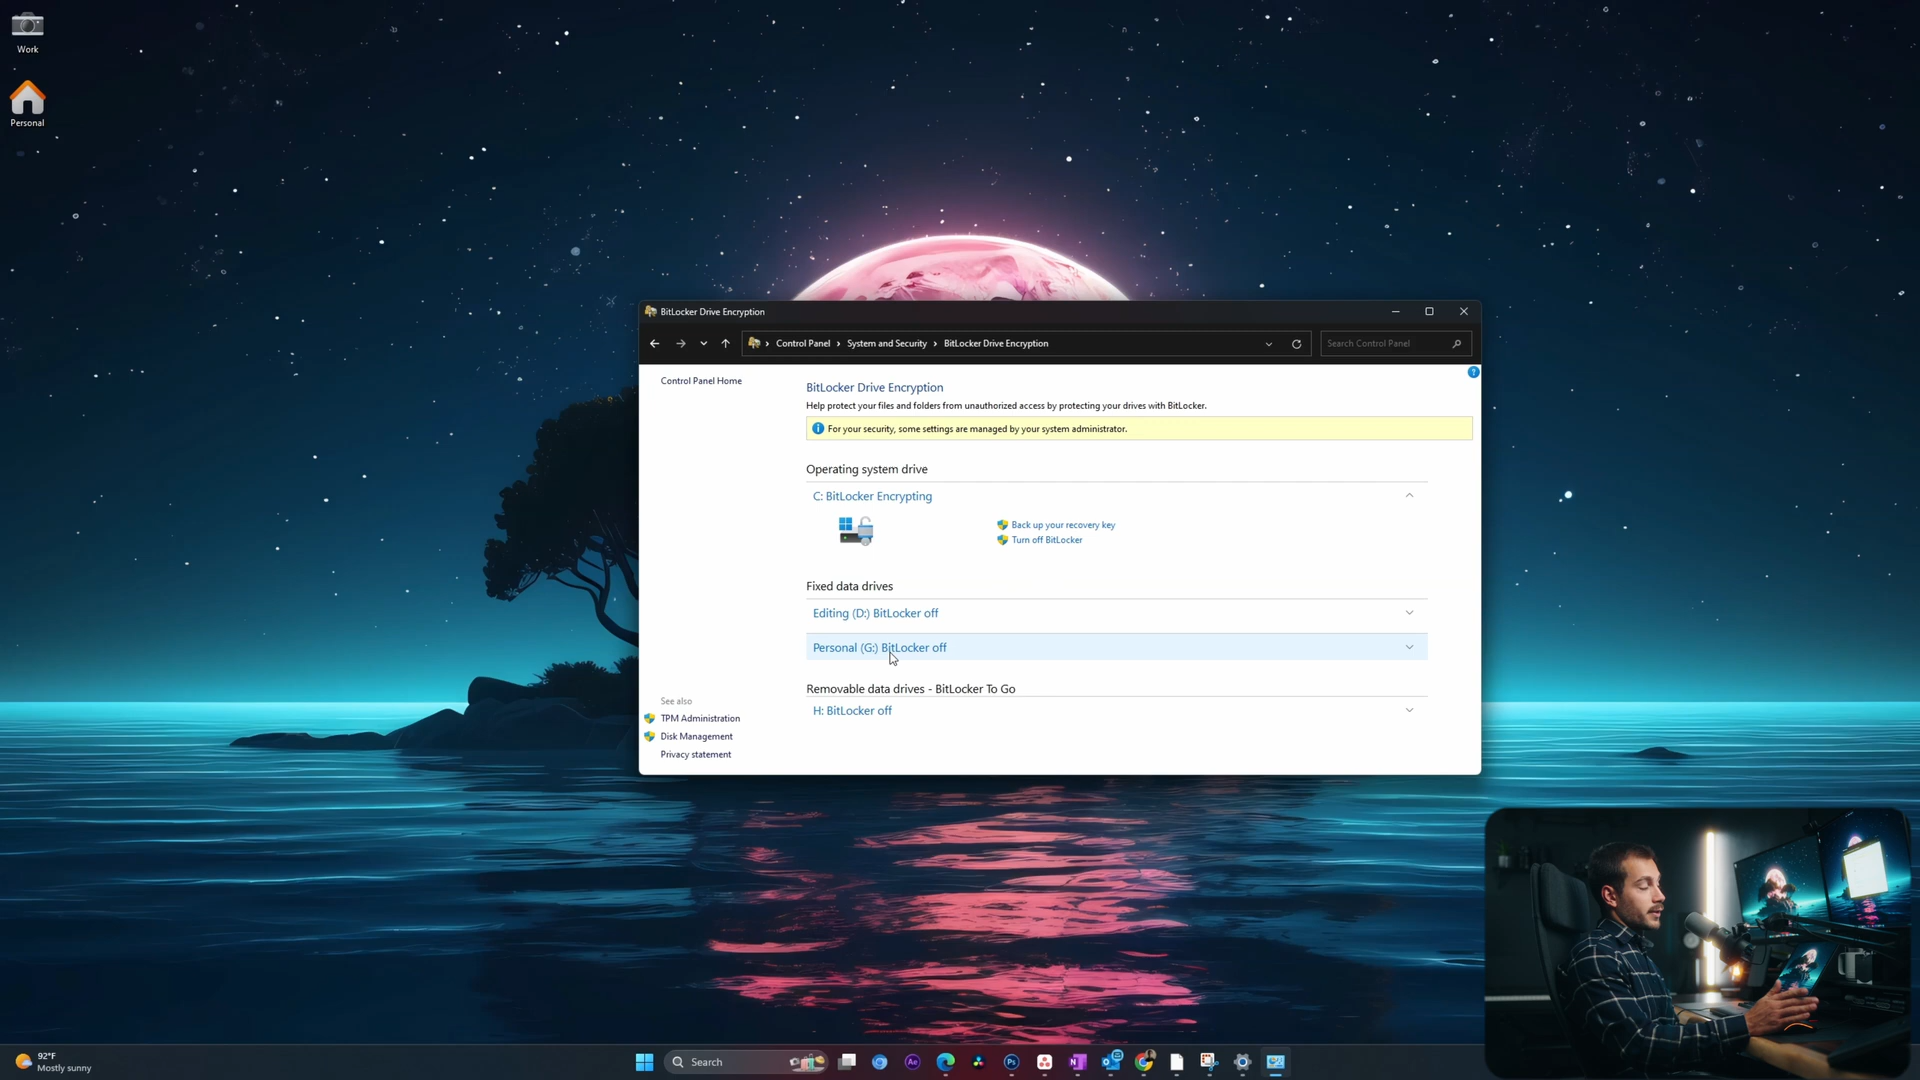 Work
Personal
BitLocker Drive Encryption
Control Panel > System and Security > BitLocker Drive Encryption
Search Control Panel
Control Panel Home
BitLocker Drive Encryption
Help protect your files and folders from unauthorized access by protecting your drives with BitLocker.
For your security, some settings are managed by your system administrator.
Operating system drive
C: BitLocker Encrypting
Back up your recovery key
Turn off BitLocker
Fixed data drives
Editing (D:) BitLocker off
Personal (G:) BitLocker off
Removable data drives - BitLocker To Go
H: BitLocker off
See also
TPM Administration
Disk Management
Privacy statement
92°F
Mostly sunny
Search
Ae
Ps
N